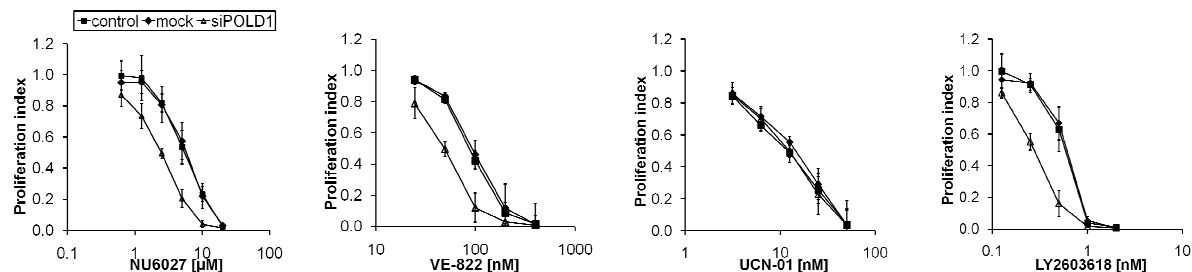 control mock siPOLD1
Proliferation index
1.2
1.0
0.8
0.6
0.4
0.2
0.0
0.1 1 10 100
NU6027 [µM]
Proliferation index
1.2
1.0
0.8
0.6
0.4
0.2
0.0
10 100 1000
VE-822 [nM]
Proliferation index
1.2
1.0
0.8
0.6
0.4
0.2
0.0
1 10 100
UCN-01 [nM]
Proliferation index
1.2
1.0
0.8
0.6
0.4
0.2
0.0
0.1 1 10
LY2603618 [nM]